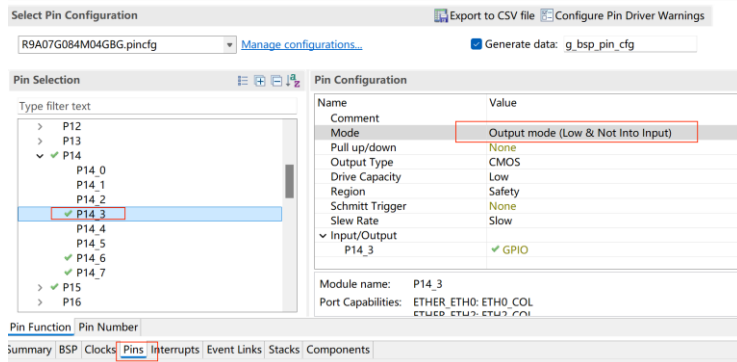 Select Pin Configuration
Export to CSV file Configure Pin Driver Warnings
R9A07G084M04GBG.pincfg Manage configurations... Generate data: g_bsp_pin_cfg
Pin Selection
Type filter text
P12
P13
P14
P14_0
P14_1
P14_2
P14_3
P14_4
P14_5
P14_6
P14_7
P15
P16
Pin Configuration
Name Value
Comment
Mode Output mode (Low & Not Into Input)
Pull up/down None
Output Type CMOS
Drive Capacity Low
Region Safety
Schmitt Trigger None
Slew Rate Slow
Input/Output
P14_3 GPIO
Module name: P14_3
Port Capabilities: ETHER_ETH0: ETH0_COL
ETHER_ETH2: ETH2_COL
Pin Function Pin Number
Summary BSP Clocks Pins Interrupts Event Links Stacks Components